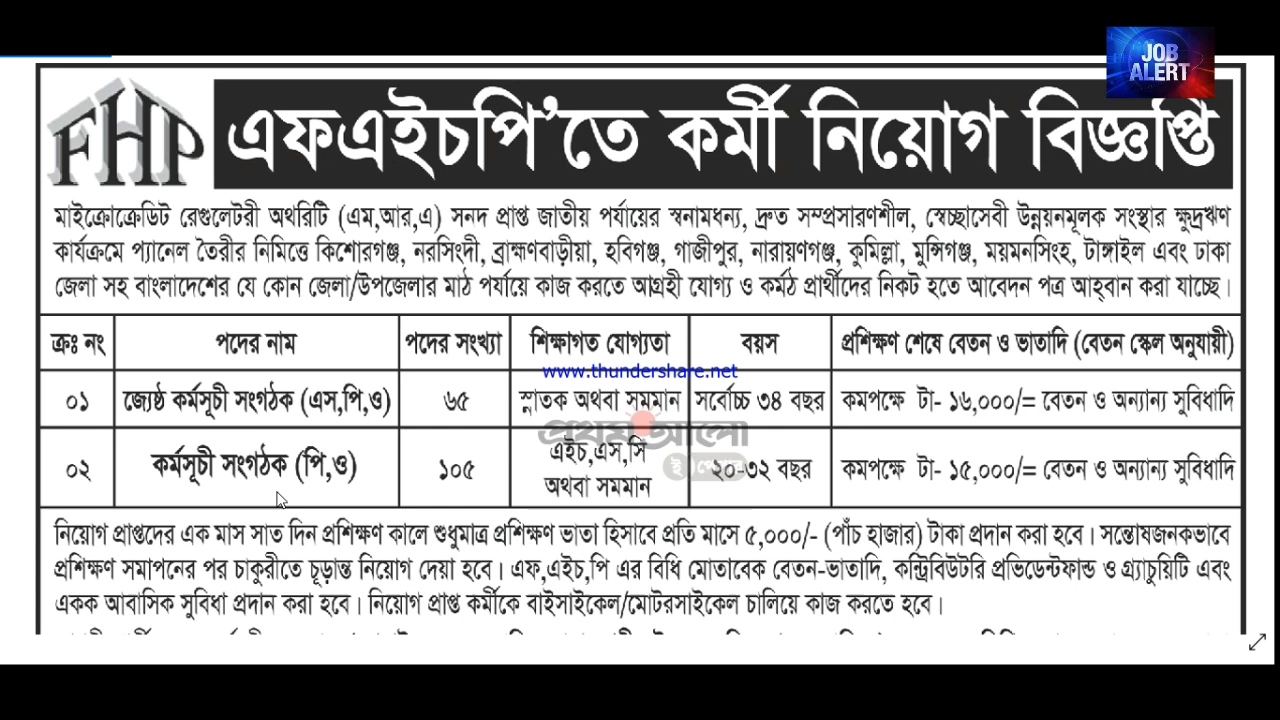 JOB
ALERT
FHP
এফএইচপি'তে কর্মী নিয়োগ বিজ্ঞপ্তি
মাইক্রোক্রেডিট রেগুলেটরী অথরিটি (এম,আর,এ) সনদ প্রাপ্ত জাতীয় পর্যায়ের স্বনামধন্য, দ্রুত সম্প্রসারণশীল, স্বেচ্ছাসেবী উন্নয়নমূলক সংস্থার ক্ষুদ্রঋণ
কার্যক্রমে প্যানেল তৈরীর নিমিত্তে কিশোরগঞ্জ, নরসিংদী, ব্রাহ্মণবাড়ীয়া, হবিগঞ্জ, গাজীপুর, নারায়ণগঞ্জ, কুমিল্লা, মুন্সিগঞ্জ, ময়মনসিংহ, টাঙ্গাইল এবং ঢাকা
জেলা সহ বাংলাদেশের যে কোন জেলা/উপজেলার মাঠ পর্যায়ে কাজ করতে আগ্রহী যোগ্য ও কর্মঠ প্রার্থীদের নিকট হতে আবেদন পত্র আহ্বান করা যাচ্ছে।
ক্রঃ নং পদের নাম পদের সংখ্যা শিক্ষাগত যোগ্যতা বয়স প্রশিক্ষণ শেষে বেতন ও ভাতাদি (বেতন স্কেল অনুযায়ী)
www.thundershare.net
০১ জ্যেষ্ঠ কর্মসূচী সংগঠক (এস,পি,ও) ৬৫ স্নাতক অথবা সমমান সর্বোচ্চ ৩৪ বছর কমপক্ষে টা- ১৬,০০০/= বেতন ও অন্যান্য সুবিধাদি
প্রথম আলো
০২ কর্মসূচী সংগঠক (পি,ও) ১০৫ এইচ,এস,সি অথবা সমমান ২০-৩২ বছর কমপক্ষে টা- ১৫,০০০/= বেতন ও অন্যান্য সুবিধাদি
নিয়োগ প্রাপ্তদের এক মাস সাত দিন প্রশিক্ষণ কালে শুধুমাত্র প্রশিক্ষণ ভাতা হিসাবে প্রতি মাসে ৫,০০০/- (পাঁচ হাজার) টাকা প্রদান করা হবে। সন্তোষজনকভাবে
প্রশিক্ষণ সমাপনের পর চাকুরীতে চূড়ান্ত নিয়োগ দেয়া হবে। এফ,এইচ,পি এর বিধি মোতাবেক বেতন-ভাতাদি, কন্ট্রিবিউটরি প্রভিডেন্টফান্ড ও গ্র্যাচুয়িটি এবং
একক আবাসিক সুবিধা প্রদান করা হবে। নিয়োগ প্রাপ্ত কর্মীকে বাইসাইকেল/মোটরসাইকেল চালিয়ে কাজ করতে হবে।